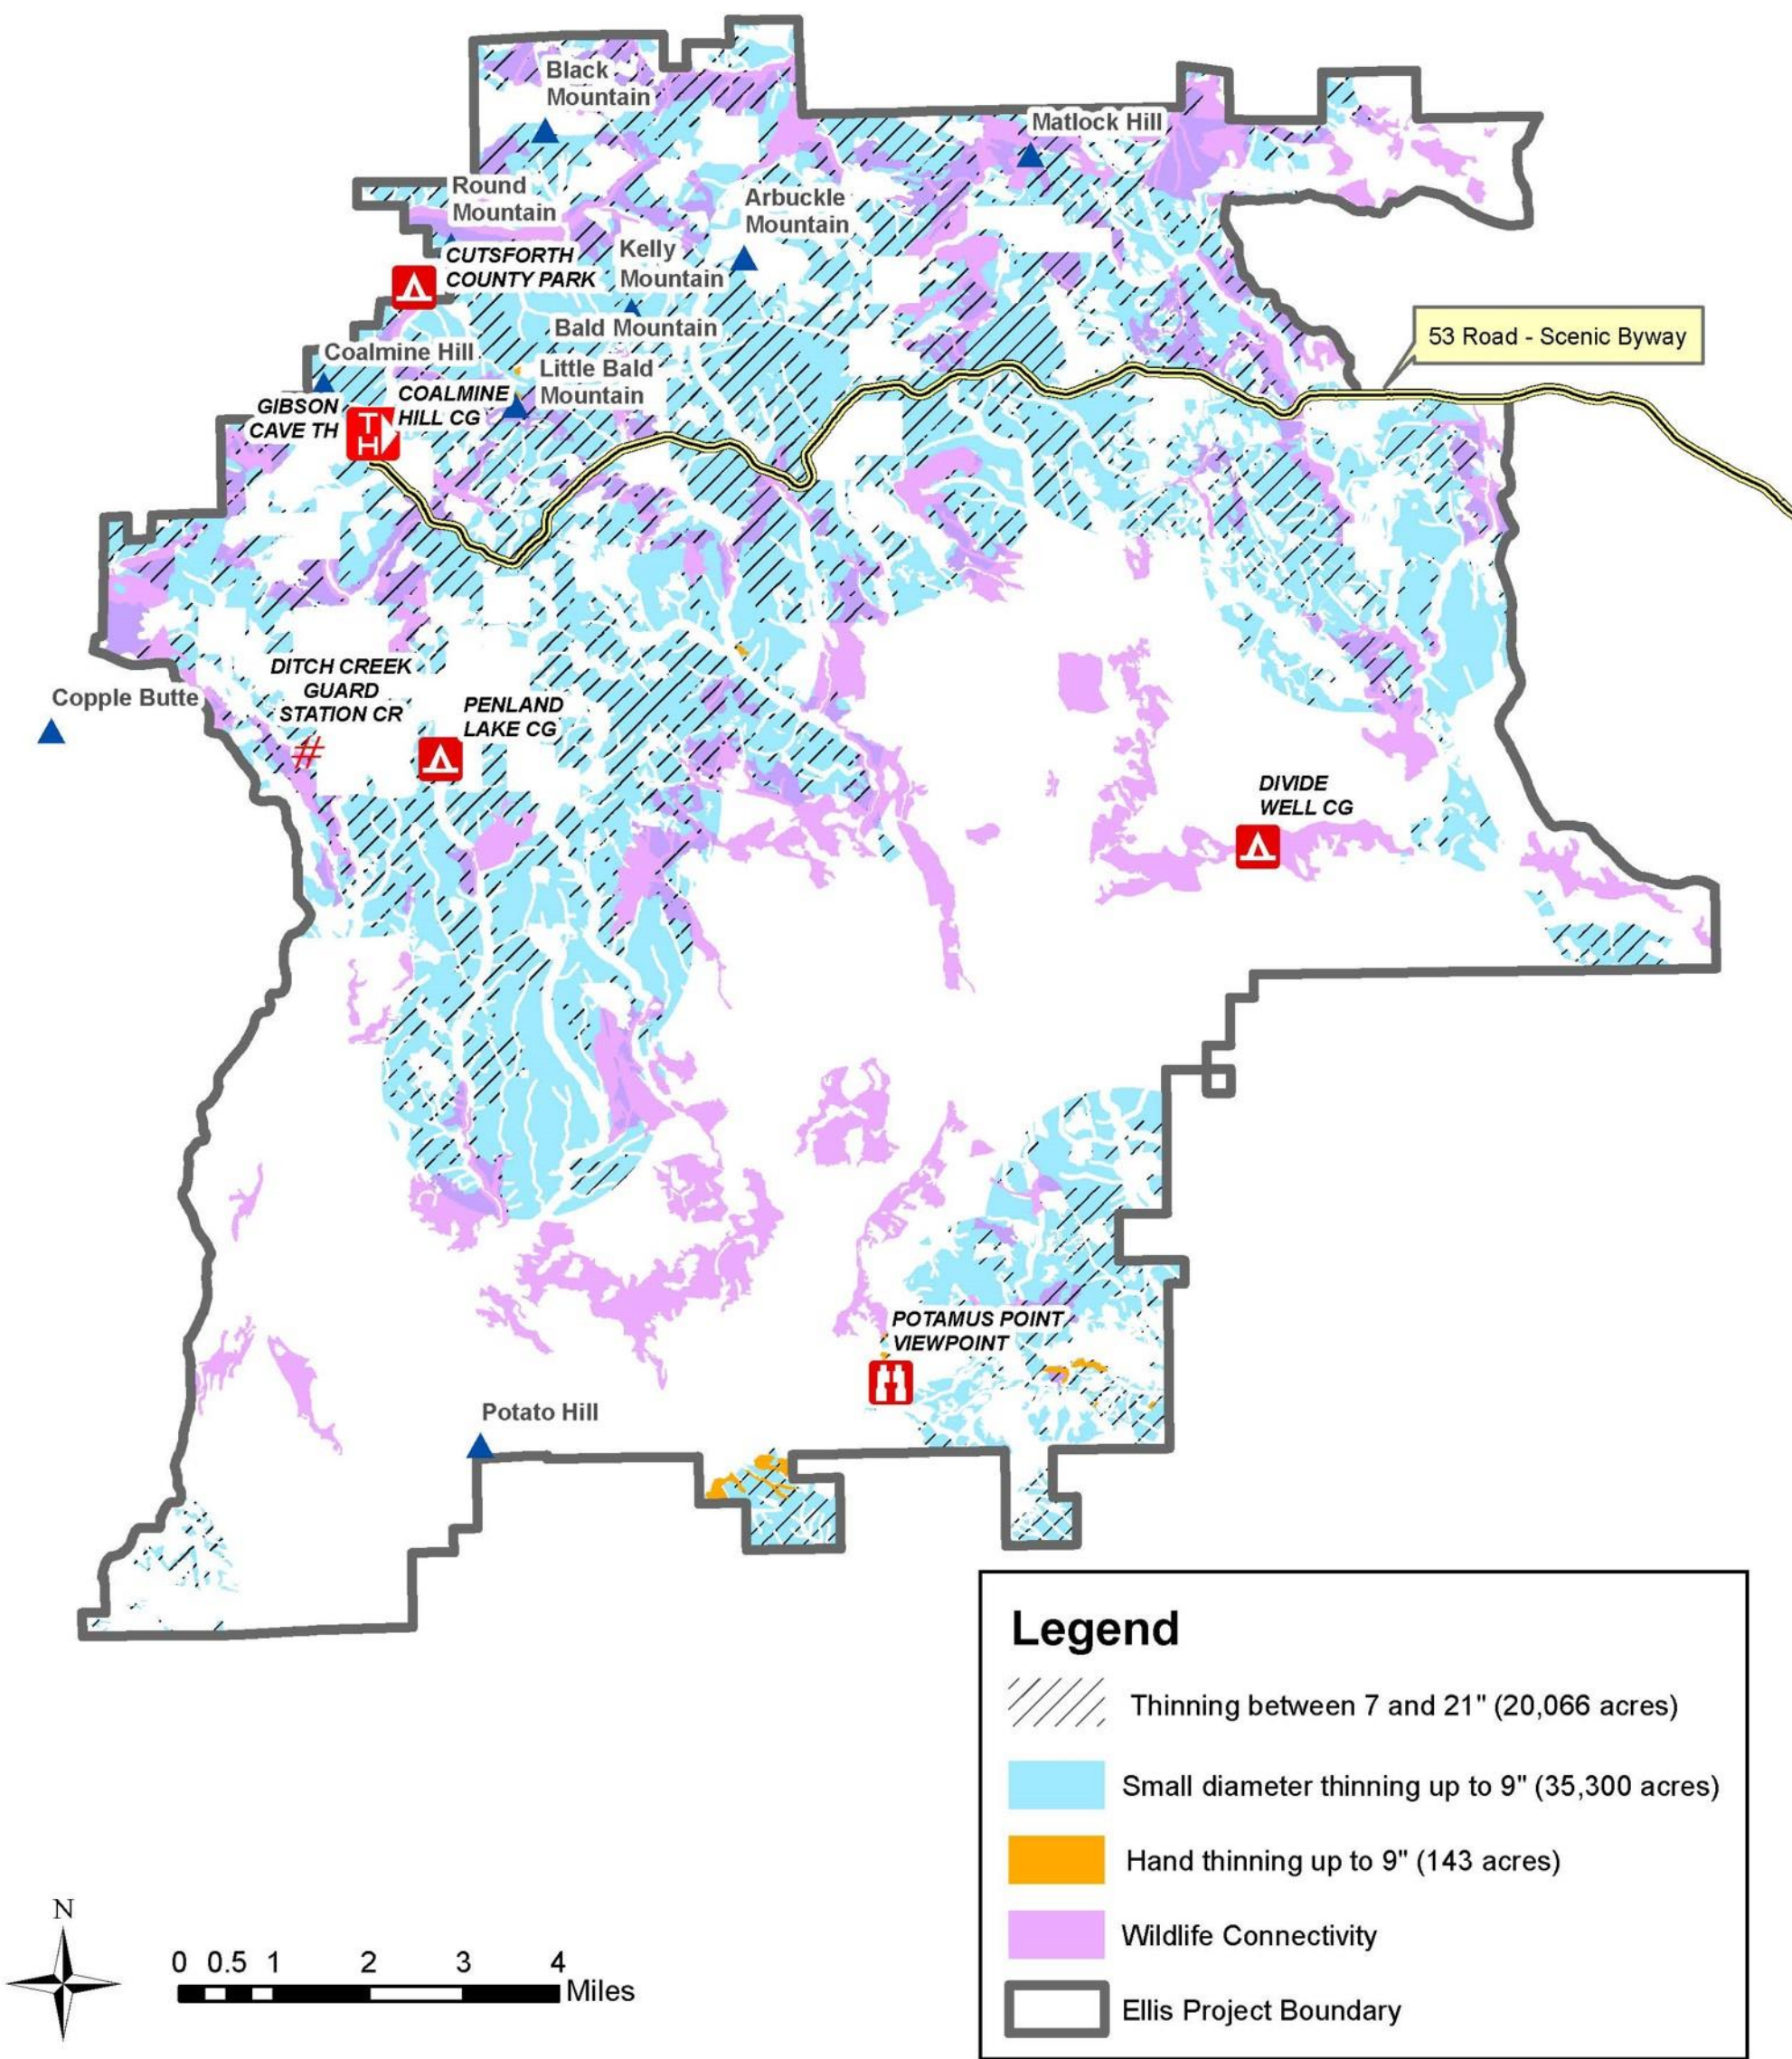 Black
Mountain
Matlock Hill
Round
Mountain
Arbuckle
Mountain
CUTSFORTH
COUNTY PARK
Kelly
Mountain
Bald Mountain
53 Road - Scenic Byway
Coalmine Hill
Little Bald
Mountain
COALMINE
HILL CG
GIBSON
CAVE TH
T
H
DITCH CREEK
GUARD
STATION CR
#
Copple Butte
PENLAND
LAKE CG
DIVIDE
WELL CG
POTAMUS POINT
VIEWPOINT
Potato Hill
Legend
Thinning between 7 and 21" (20,066 acres)
Small diameter thinning up to 9" (35,300 acres)
Hand thinning up to 9" (143 acres)
Wildlife Connectivity
Ellis Project Boundary
N
0 0.5 1 2 3 4
Miles